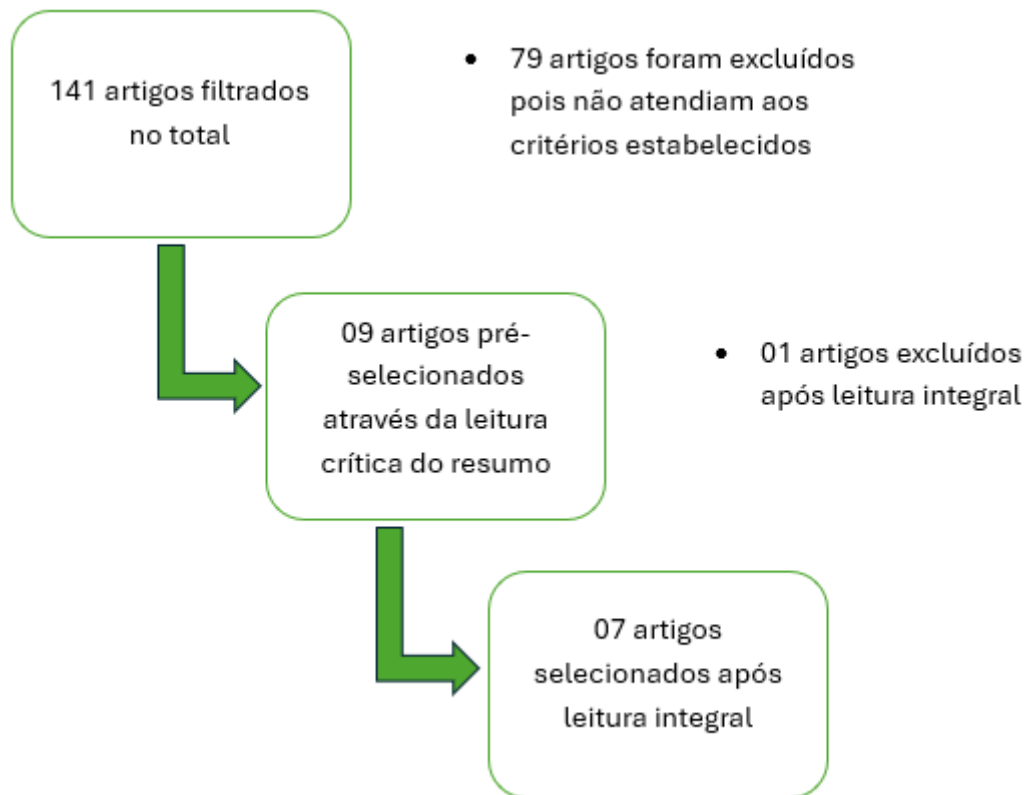 141 artigos filtrados
no total
• 79 artigos foram excluídos
pois não atendiam aos
critérios estabelecidos
09 artigos pré-
selecionados
através da leitura
crítica do resumo
• 01 artigos excluídos
após leitura integral
07 artigos
selecionados após
leitura integral